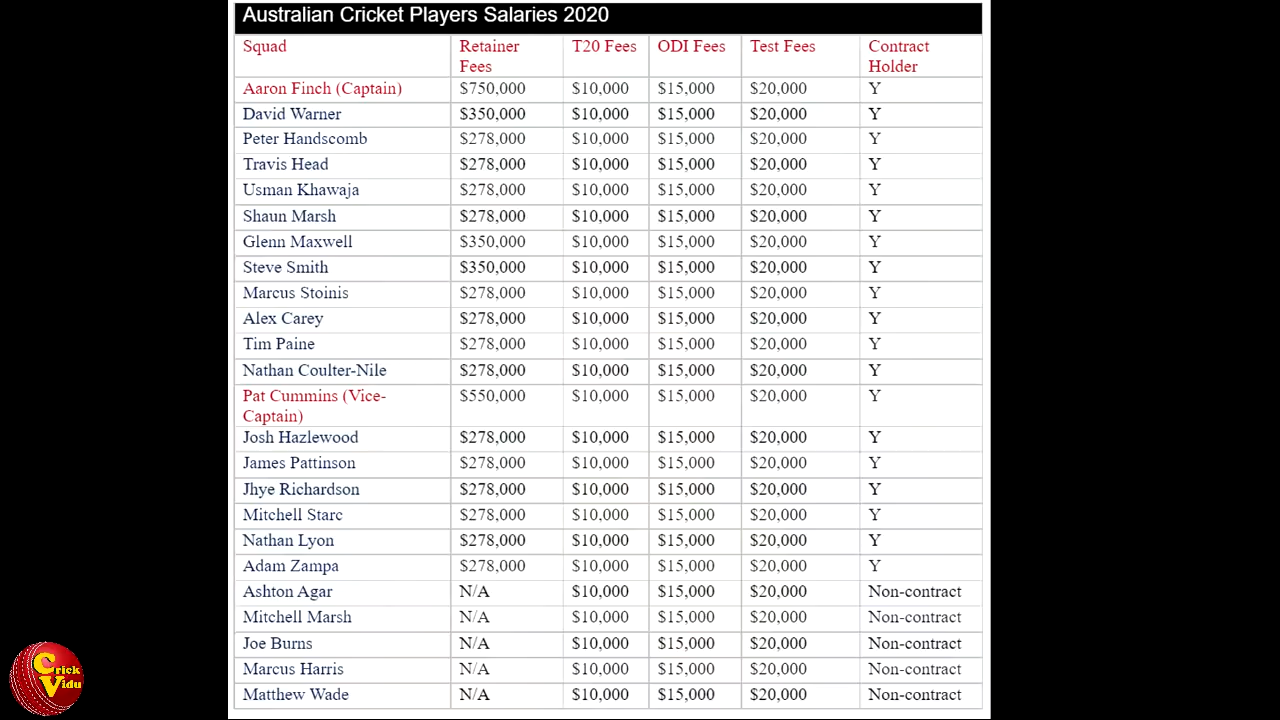 Australian Cricket Players Salaries 2020
Squad Retainer Fees T20 Fees ODI Fees Test Fees Contract Holder
Aaron Finch (Captain) $750,000 $10,000 $15,000 $20,000 Y
David Warner $350,000 $10,000 $15,000 $20,000 Y
Peter Handscomb $278,000 $10,000 $15,000 $20,000 Y
Travis Head $278,000 $10,000 $15,000 $20,000 Y
Usman Khawaja $278,000 $10,000 $15,000 $20,000 Y
Shaun Marsh $278,000 $10,000 $15,000 $20,000 Y
Glenn Maxwell $350,000 $10,000 $15,000 $20,000 Y
Steve Smith $350,000 $10,000 $15,000 $20,000 Y
Marcus Stoinis $278,000 $10,000 $15,000 $20,000 Y
Alex Carey $278,000 $10,000 $15,000 $20,000 Y
Tim Paine $278,000 $10,000 $15,000 $20,000 Y
Nathan Coulter-Nile $278,000 $10,000 $15,000 $20,000 Y
Pat Cummins (Vice-Captain) $550,000 $10,000 $15,000 $20,000 Y
Josh Hazlewood $278,000 $10,000 $15,000 $20,000 Y
James Pattinson $278,000 $10,000 $15,000 $20,000 Y
Jhye Richardson $278,000 $10,000 $15,000 $20,000 Y
Mitchell Starc $278,000 $10,000 $15,000 $20,000 Y
Nathan Lyon $278,000 $10,000 $15,000 $20,000 Y
Adam Zampa $278,000 $10,000 $15,000 $20,000 Y
Ashton Agar N/A $10,000 $15,000 $20,000 Non-contract
Mitchell Marsh N/A $10,000 $15,000 $20,000 Non-contract
Joe Burns N/A $10,000 $15,000 $20,000 Non-contract
Marcus Harris N/A $10,000 $15,000 $20,000 Non-contract
Matthew Wade N/A $10,000 $15,000 $20,000 Non-contract
Crick
Vidu